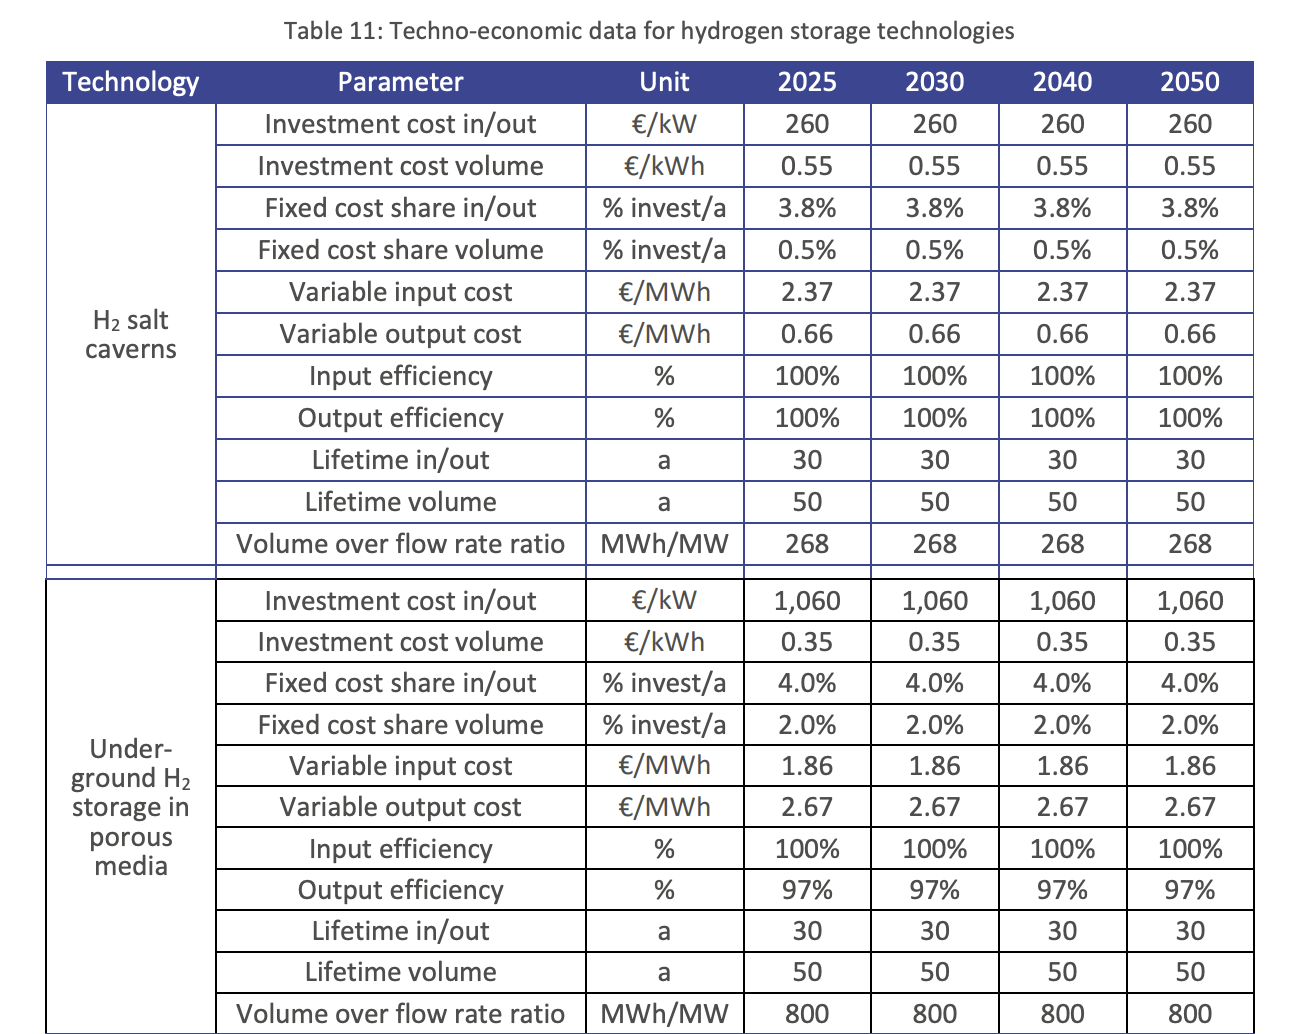 Table 11: Techno-economic data for hydrogen storage technologies
Technology Parameter Unit 2025 2030 2040 2050
H₂ salt
caverns
Investment cost in/out €/kW 260 260 260 260
Investment cost volume €/kWh 0.55 0.55 0.55 0.55
Fixed cost share in/out % invest/a 3.8% 3.8% 3.8% 3.8%
Fixed cost share volume % invest/a 0.5% 0.5% 0.5% 0.5%
Variable input cost €/MWh 2.37 2.37 2.37 2.37
Variable output cost €/MWh 0.66 0.66 0.66 0.66
Input efficiency % 100% 100% 100% 100%
Output efficiency % 100% 100% 100% 100%
Lifetime in/out a 30 30 30 30
Lifetime volume a 50 50 50 50
Volume over flow rate ratio MWh/MW 268 268 268 268
Under-
ground H₂
storage in
porous
media
Investment cost in/out €/kW 1,060 1,060 1,060 1,060
Investment cost volume €/kWh 0.35 0.35 0.35 0.35
Fixed cost share in/out % invest/a 4.0% 4.0% 4.0% 4.0%
Fixed cost share volume % invest/a 2.0% 2.0% 2.0% 2.0%
Variable input cost €/MWh 1.86 1.86 1.86 1.86
Variable output cost €/MWh 2.67 2.67 2.67 2.67
Input efficiency % 100% 100% 100% 100%
Output efficiency % 97% 97% 97% 97%
Lifetime in/out a 30 30 30 30
Lifetime volume a 50 50 50 50
Volume over flow rate ratio MWh/MW 800 800 800 800